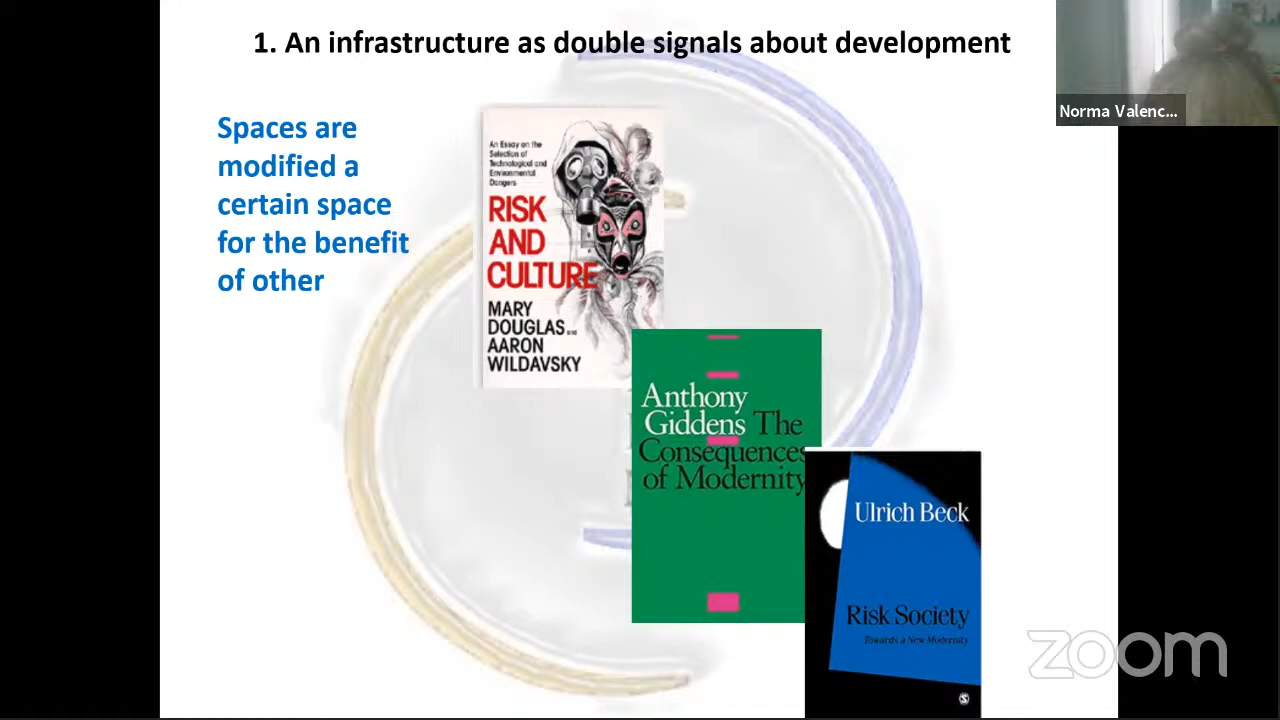 1. An infrastructure as double signals about development
Norma Valenc...
Spaces are
modified a
certain space
for the benefit
of other
An Essay on the
Selection of
Technological and
Environmental
Dangers
RISK
AND
CULTURE
MARY
DOUGLAS and
AARON
WILDAVSKY
Anthony
Giddens The
Consequences
of Modernity
Ulrich Beck
Risk Society
Towards a New Modernity
zoom